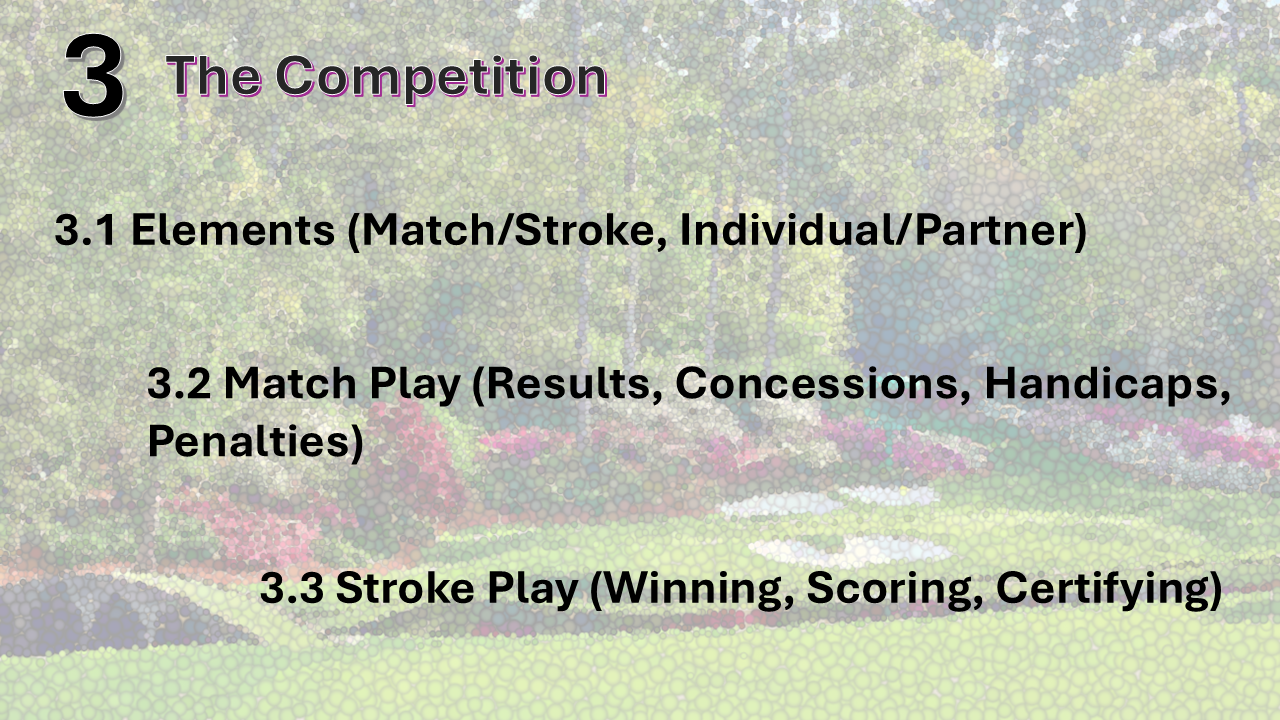 3 The Competition
3.1 Elements (Match/Stroke, Individual/Partner)
3.2 Match Play (Results, Concessions, Handicaps,
Penalties)
3.3 Stroke Play (Winning, Scoring, Certifying)